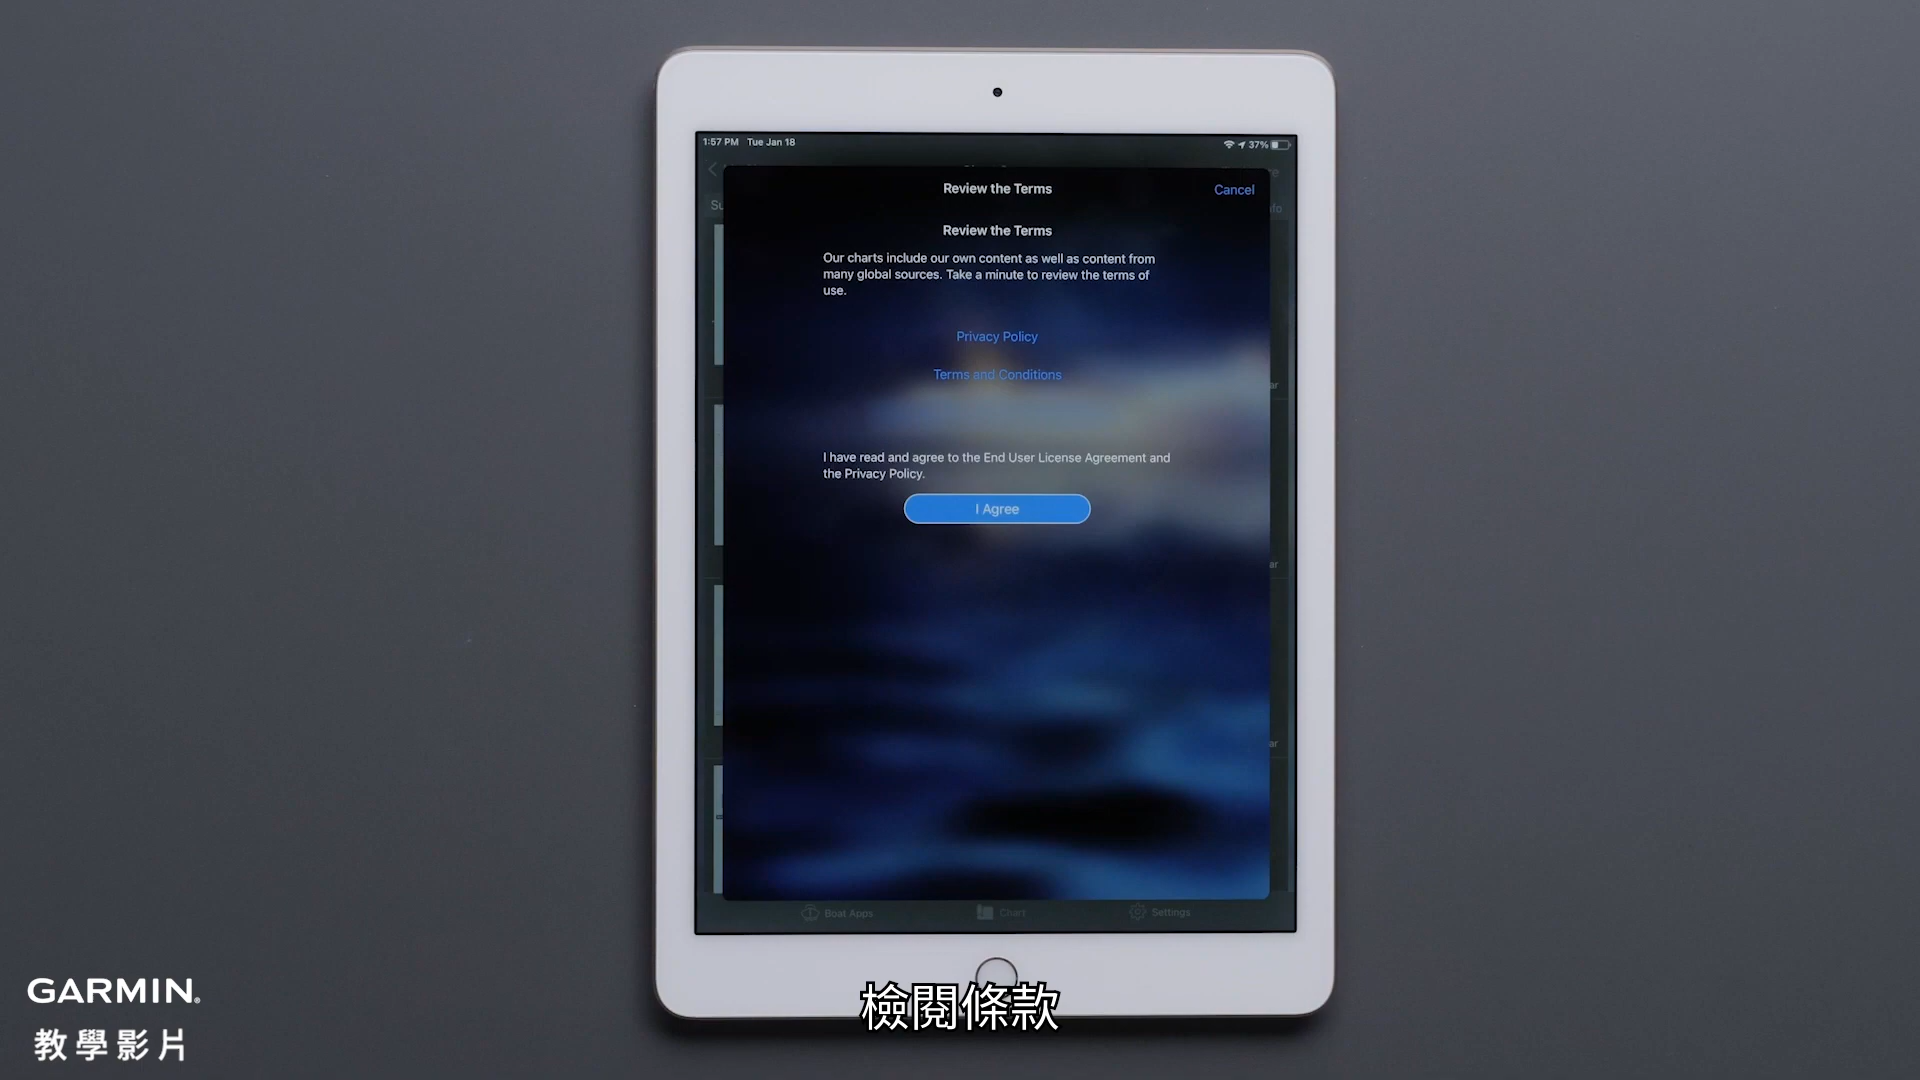 1:57 PM Tue Jan 18
37%
Review the Terms
Cancel
Review the Terms
Our charts include our own content as well as content from
many global sources. Take a minute to review the terms of
use.
Privacy Policy
Terms and Conditions
I have read and agree to the End User License Agreement and
the Privacy Policy.
I Agree
Boat Apps
Chart
Settings
檢閱條款
GARMIN®
教學影片